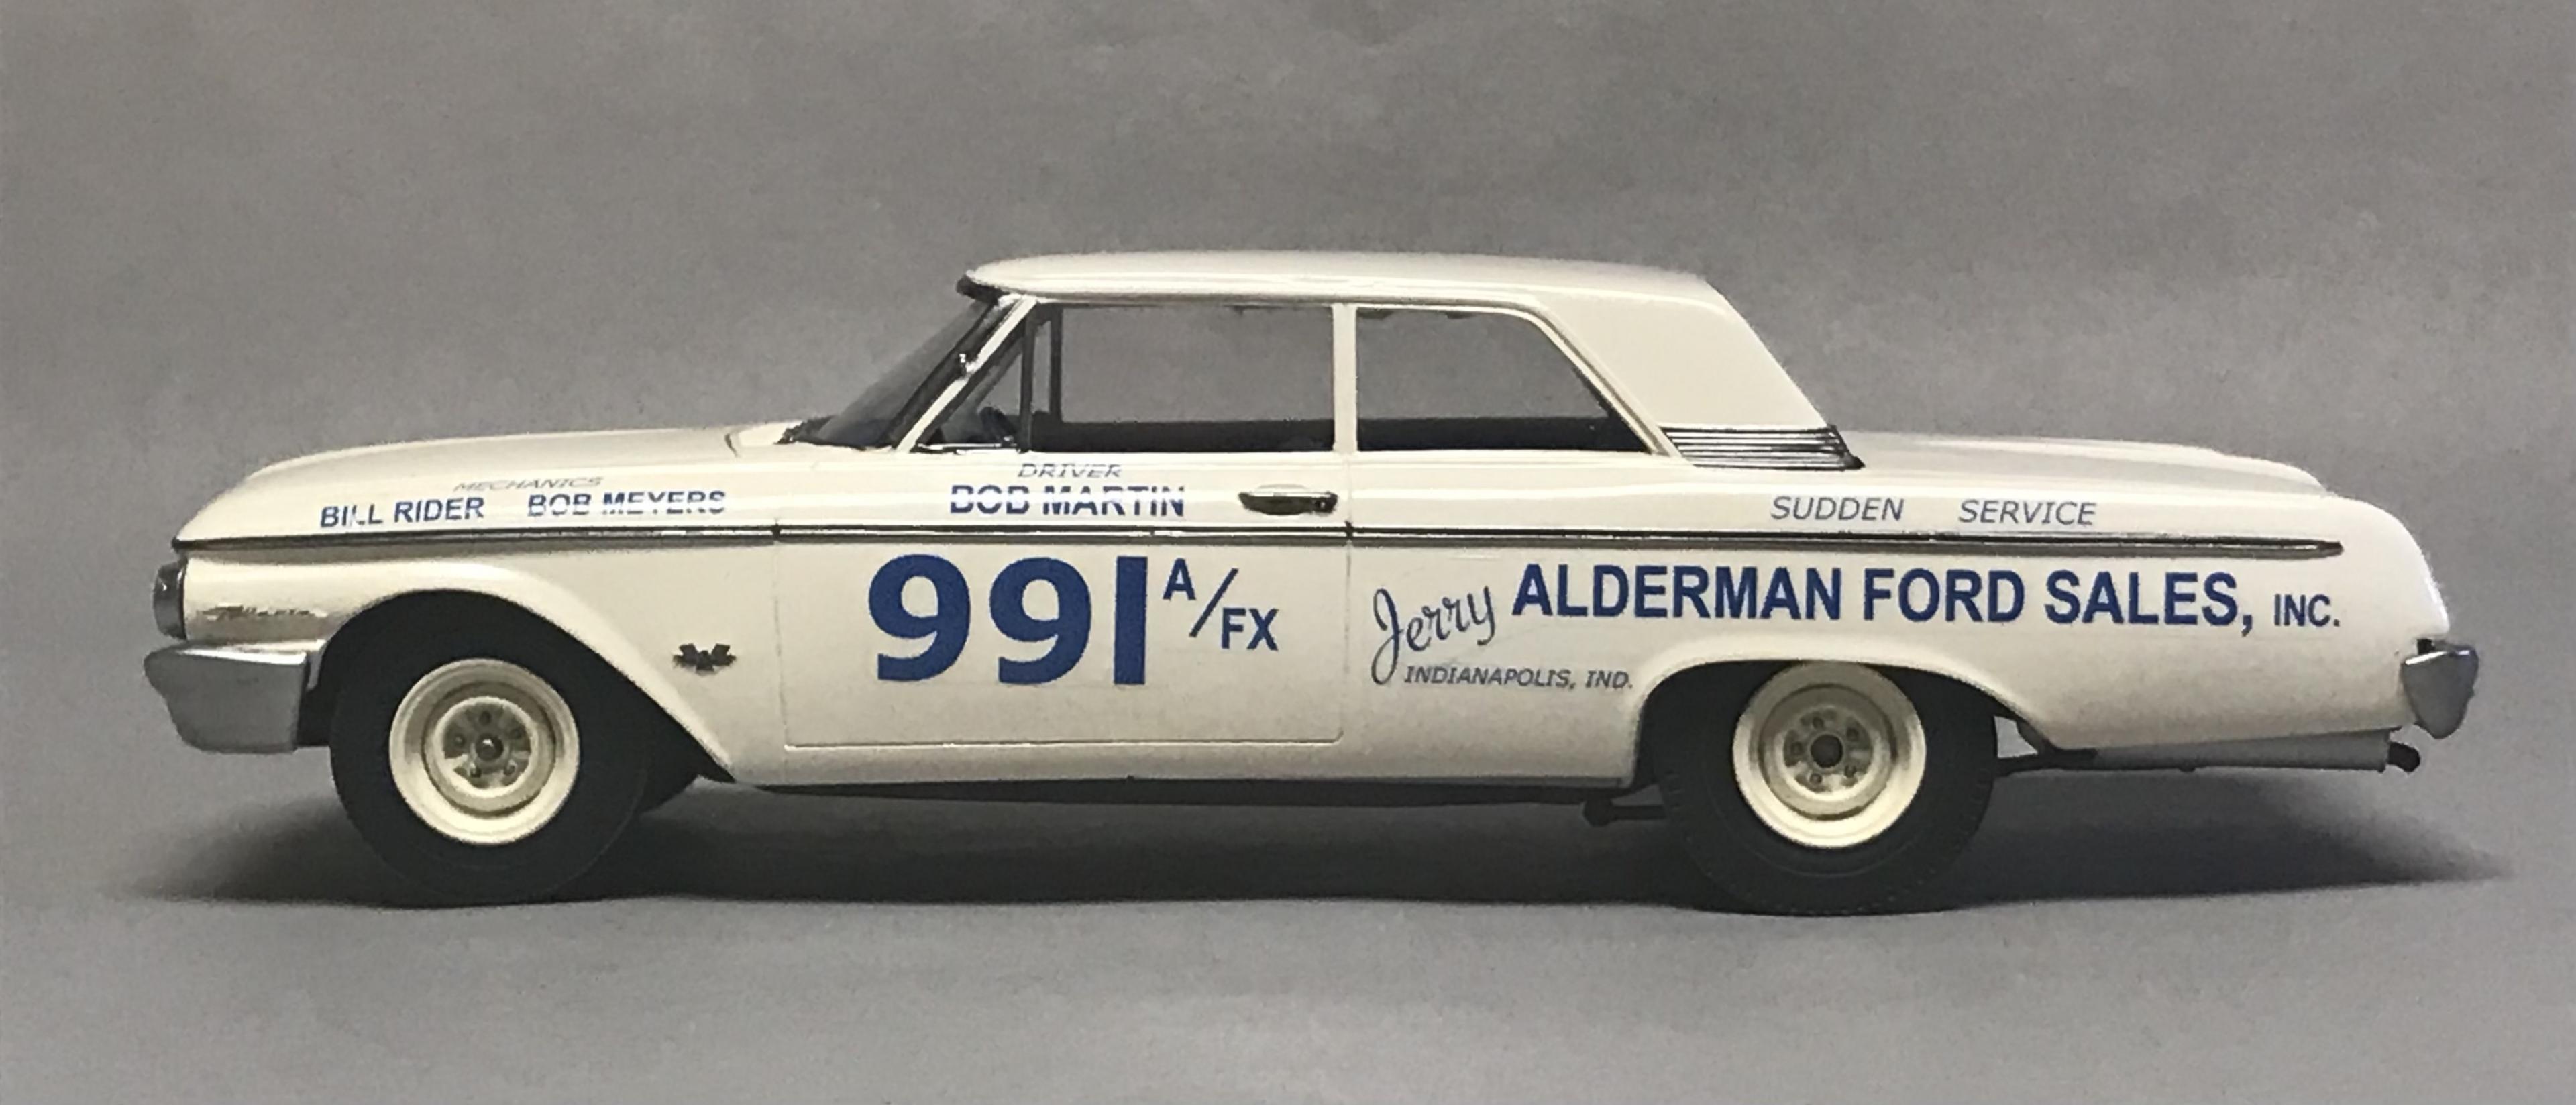 MECHANICS
BILL RIDER BOB MEYERS
DRIVER
BOB MARTIN
SUDDEN SERVICE
991 A/FX
Jerry ALDERMAN FORD SALES, INC.
INDIANAPOLIS, IND.